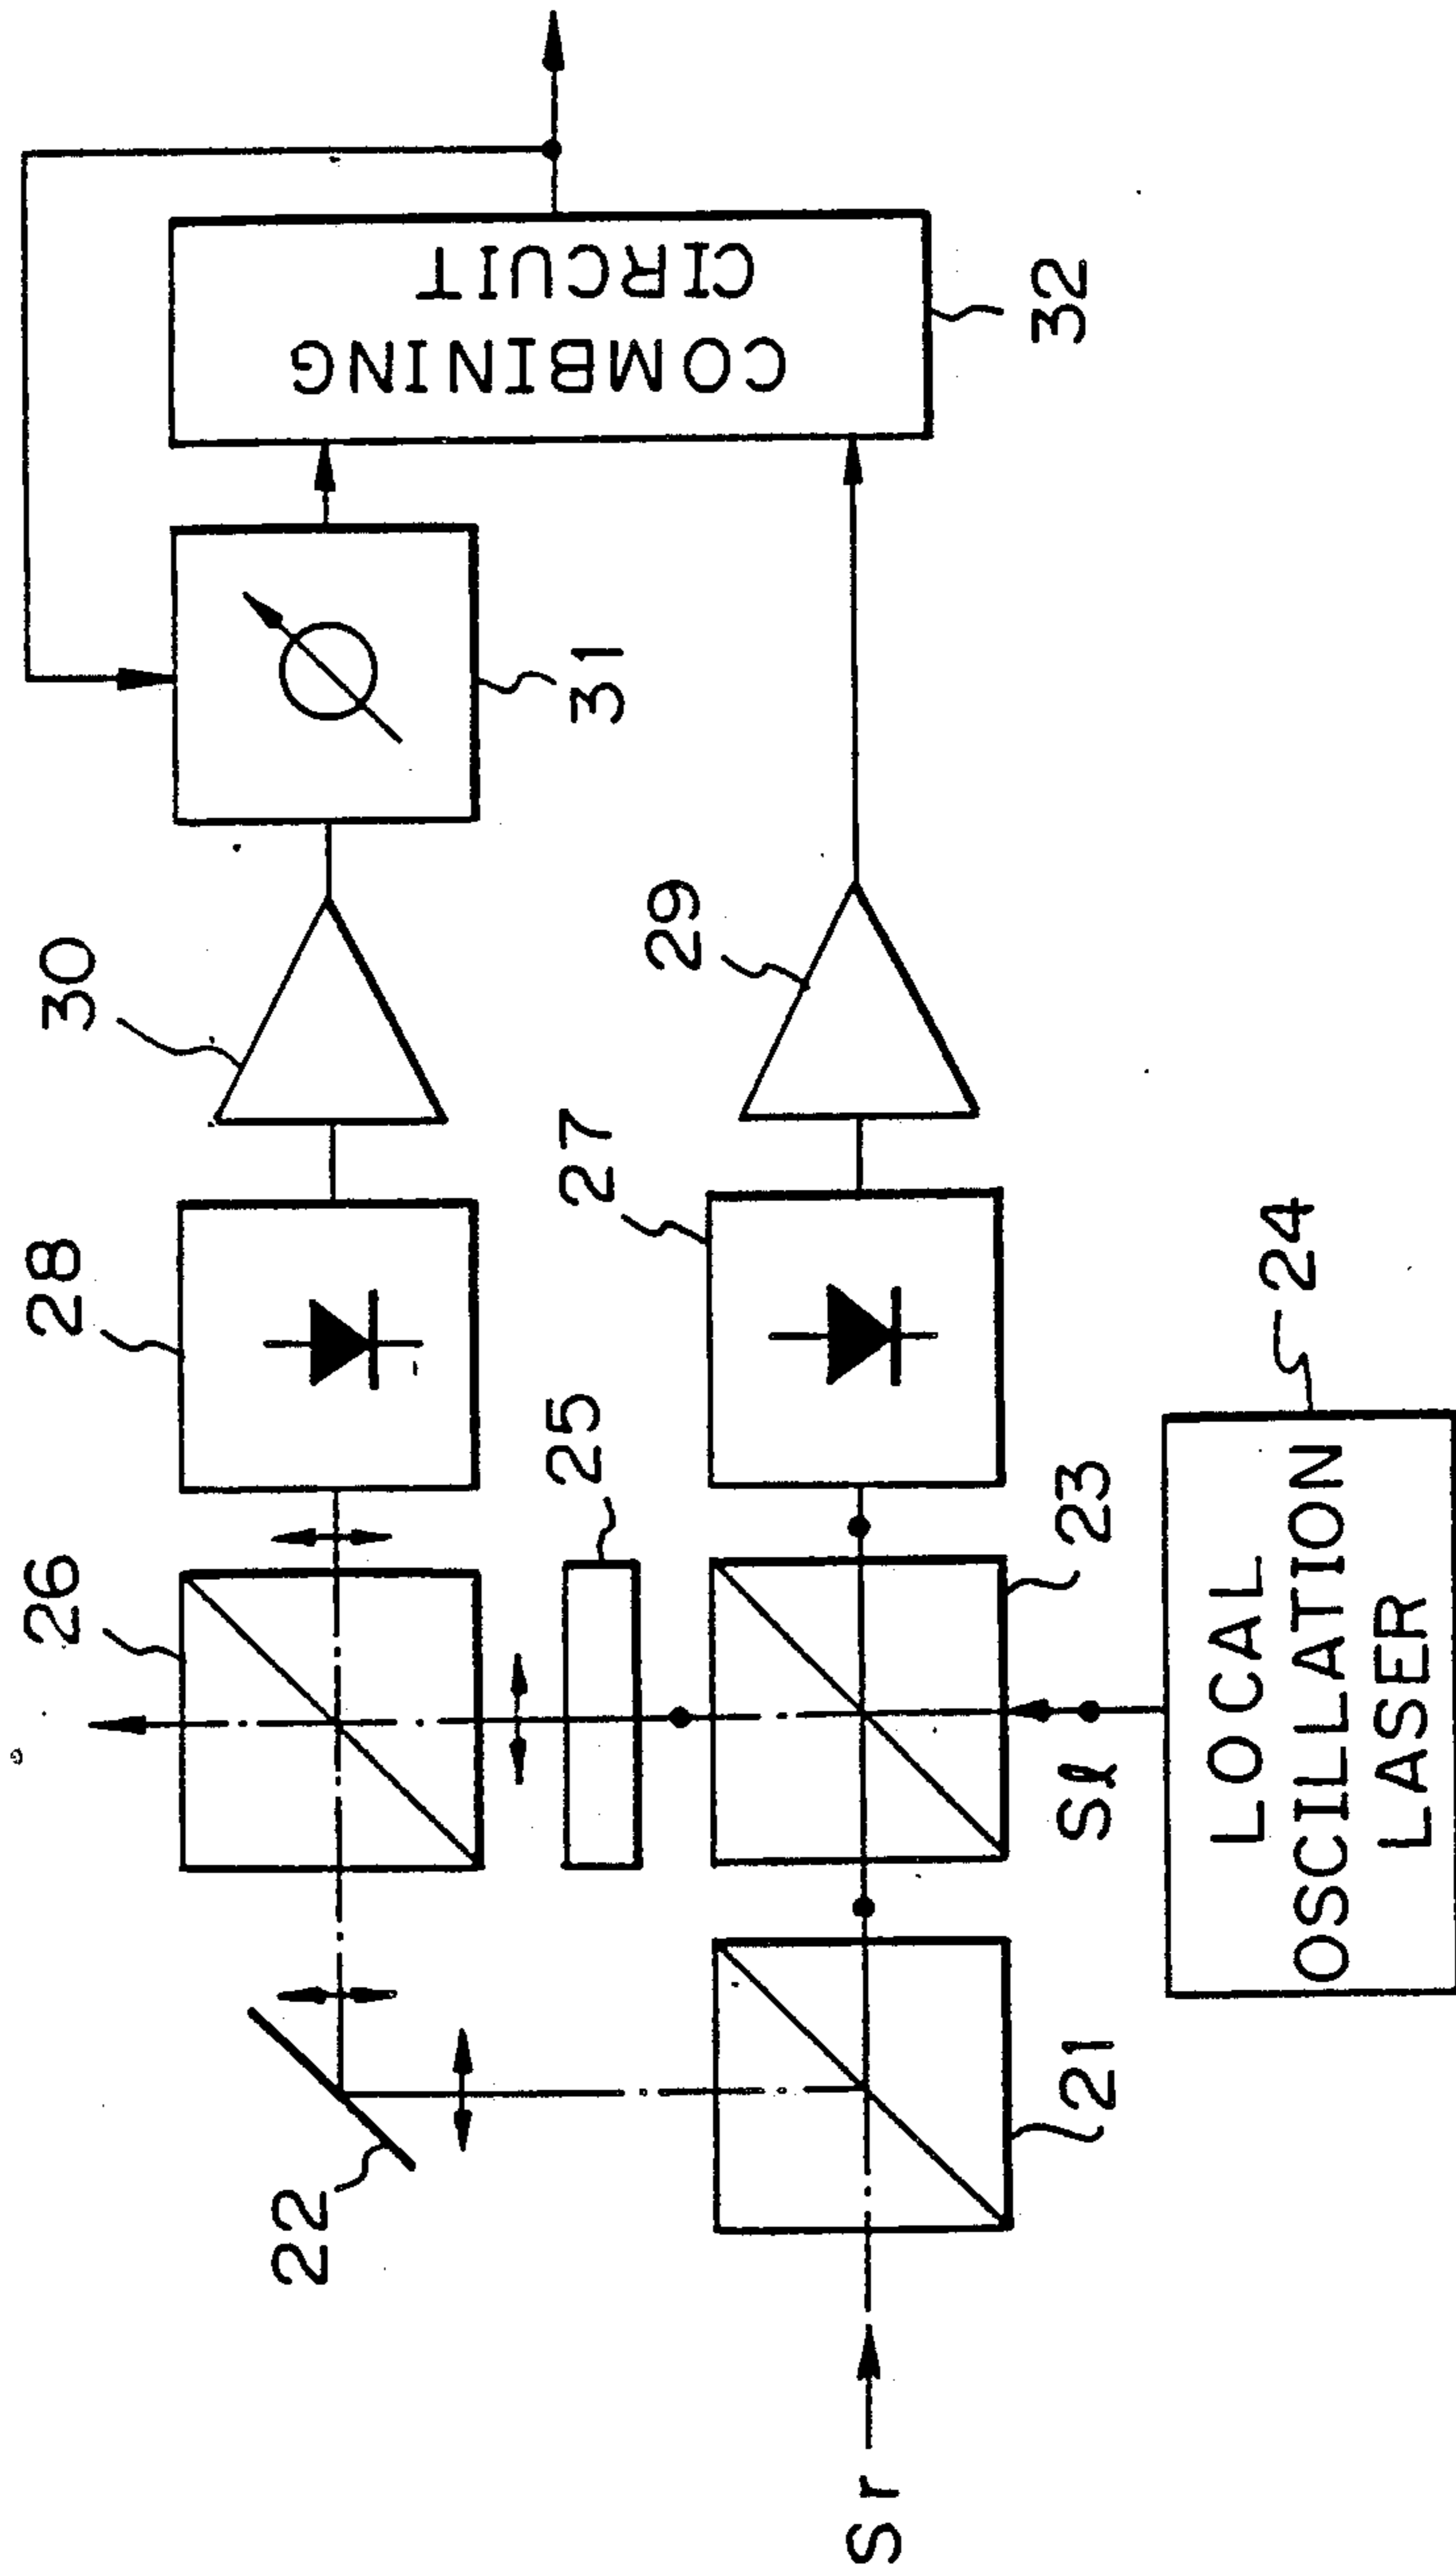 30
28
26
22
31
COMBINING
CIRCUIT
32
29
27
25
23
21
Sr
Sℓ
LOCAL
OSCILLATION
LASER
24